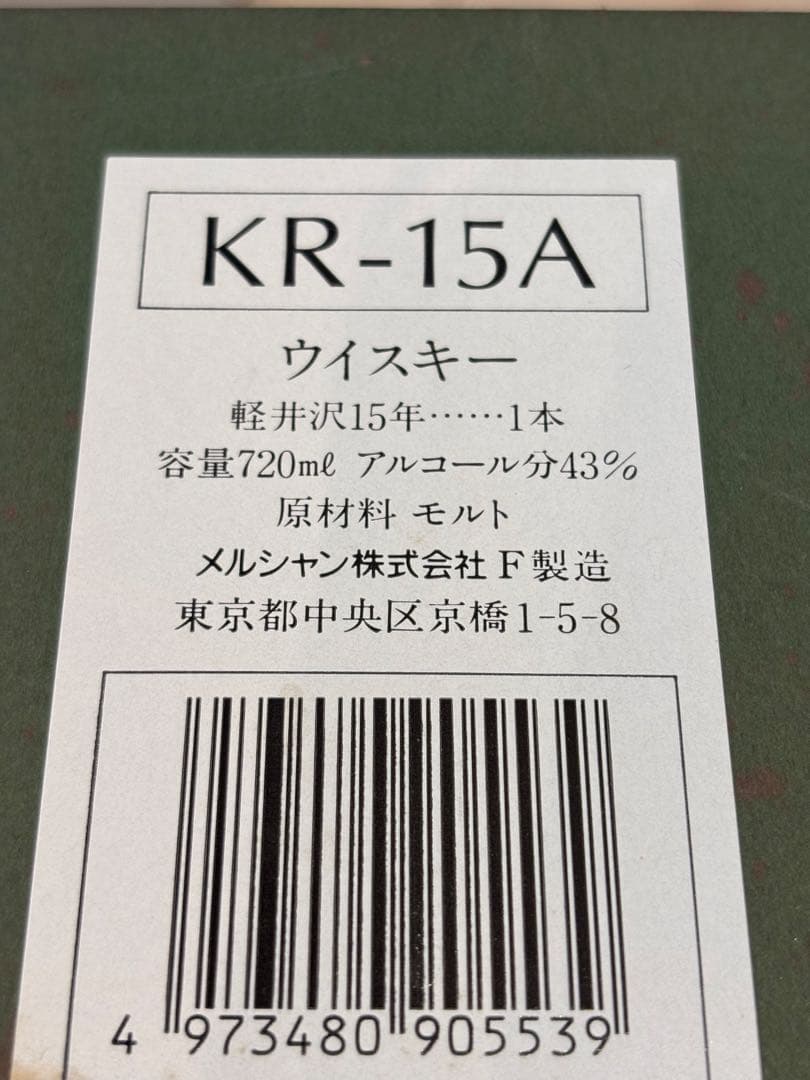 KR-15A
ウイスキー
軽井沢15年……1本
容量720mℓ アルコール分43%
原材料 モルト
メルシャン株式会社 F製造
東京都中央区京橋1-5-8
4 973480 905539